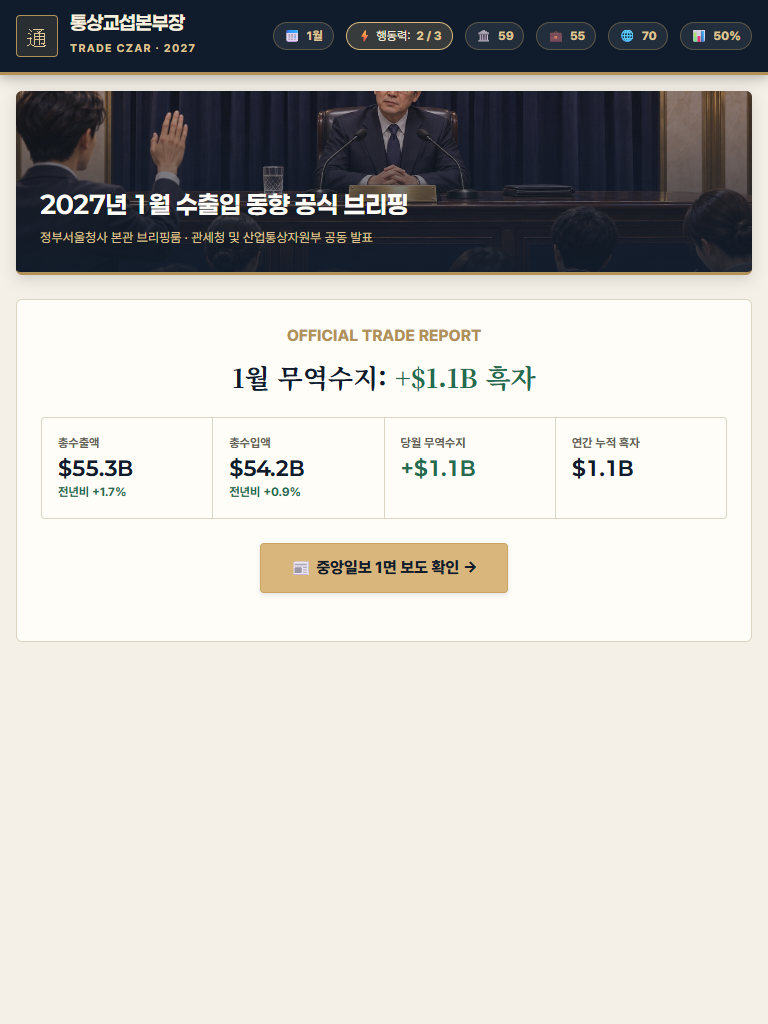 通
통상교섭본부장
TRADE CZAR · 2027
1월
행동력: 2 / 3
59
55
70
50%
2027년 1월 수출입 동향 공식 브리핑
정부서울청사 본관 브리핑룸 · 관세청 및 산업통상자원부 공동 발표
OFFICIAL TRADE REPORT
1월 무역수지: +$1.1B 흑자
총수출액
$55.3B
전년비 +1.7%
총수입액
$54.2B
전년비 +0.9%
당월 무역수지
+$1.1B
연간 누적 흑자
$1.1B
중앙일보 1면 보도 확인 →